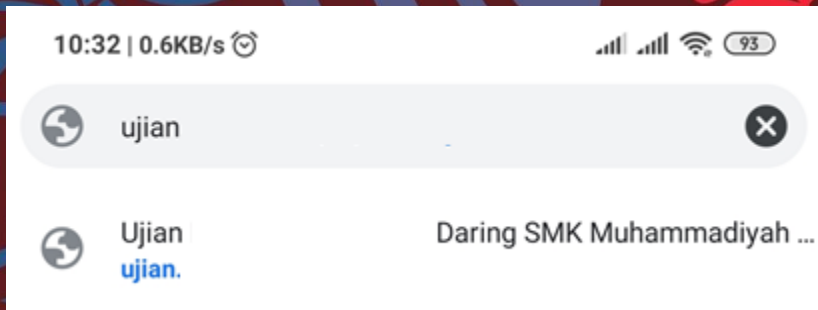 10:32 | 0.6KB/s 93
ujian
Ujian Daring SMK Muhammadiyah ...
ujian.